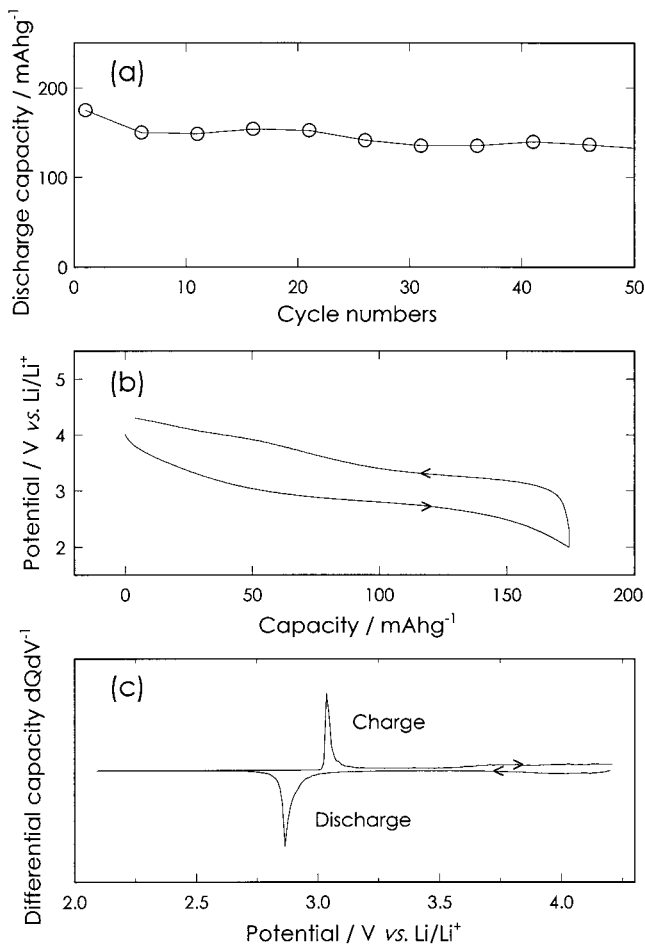 (a)
Discharge capacity / mAhg⁻¹
200
100
0
0 10 20 30 40 50
Cycle numbers
(b)
Potential / V vs. Li/Li⁺
5
4
3
2
0 50 100 150 200
Capacity / mAhg⁻¹
(c)
Differential capacity dQdV⁻¹
Charge
Discharge
2.0 2.5 3.0 3.5 4.0
Potential / V vs. Li/Li⁺